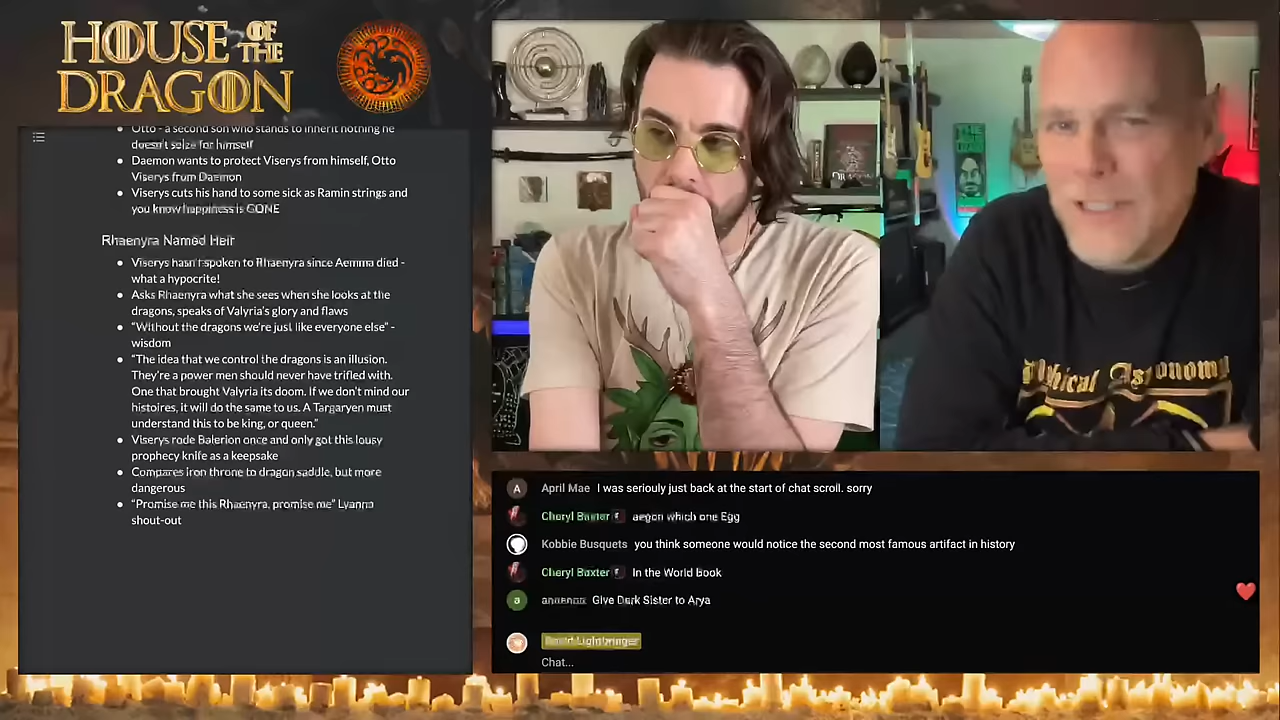 HOUSE OF THE
DRAGON
Otto - a second son who stands to inherit nothing he
doesn't seize for himself
Daemon wants to protect Viserys from himself, Otto
Viserys from Daemon
Viserys cuts his hand to some sick as Ramin strings and
you know happiness is GONE
Rhaenyra Named Heir
Viserys hasn't spoken to Rhaenyra since Aemma died -
what a hypocrite!
Asks Rhaenyra what she sees when she looks at the
dragons, speaks of Valyria's glory and flaws
"Without the dragons we're just like everyone else" -
wisdom
"The idea that we control the dragons is an illusion.
They're a power men should never have trifled with.
One that brought Valyria its doom. If we don't mind our
histoires, it will do the same to us. A Targaryen must
understand this to be king, or queen."
Viserys rode Balerion once and only got this lousy
prophecy knife as a keepsake
Compares iron throne to dragon saddle, but more
dangerous
"Promise me this Rhaenyra, promise me" Lyanna
shout-out
DRAGON
Mythical Astronomy
A April Mae I was seriouly just back at the start of chat scroll. sorry
Cheryl Baxter aegon which one Egg
Kobbie Busquets you think someone would notice the second most famous artifact in history
Cheryl Baxter In the World Book
a Give Dark Sister to Arya
David Lightbringer
Chat...